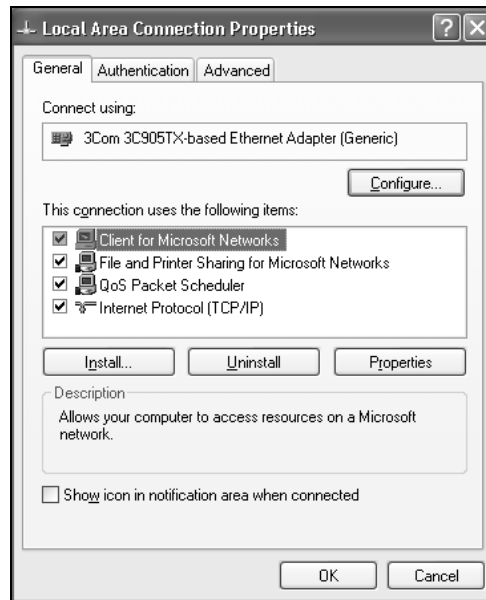 Local Area Connection Properties
General Authentication Advanced
Connect using:
3Com 3C905TX-based Ethernet Adapter (Generic)
Configure...
This connection uses the following items:
Client for Microsoft Networks
File and Printer Sharing for Microsoft Networks
QoS Packet Scheduler
Internet Protocol (TCP/IP)
Install... Uninstall Properties
Description
Allows your computer to access resources on a Microsoft
network.
Show icon in notification area when connected
OK Cancel